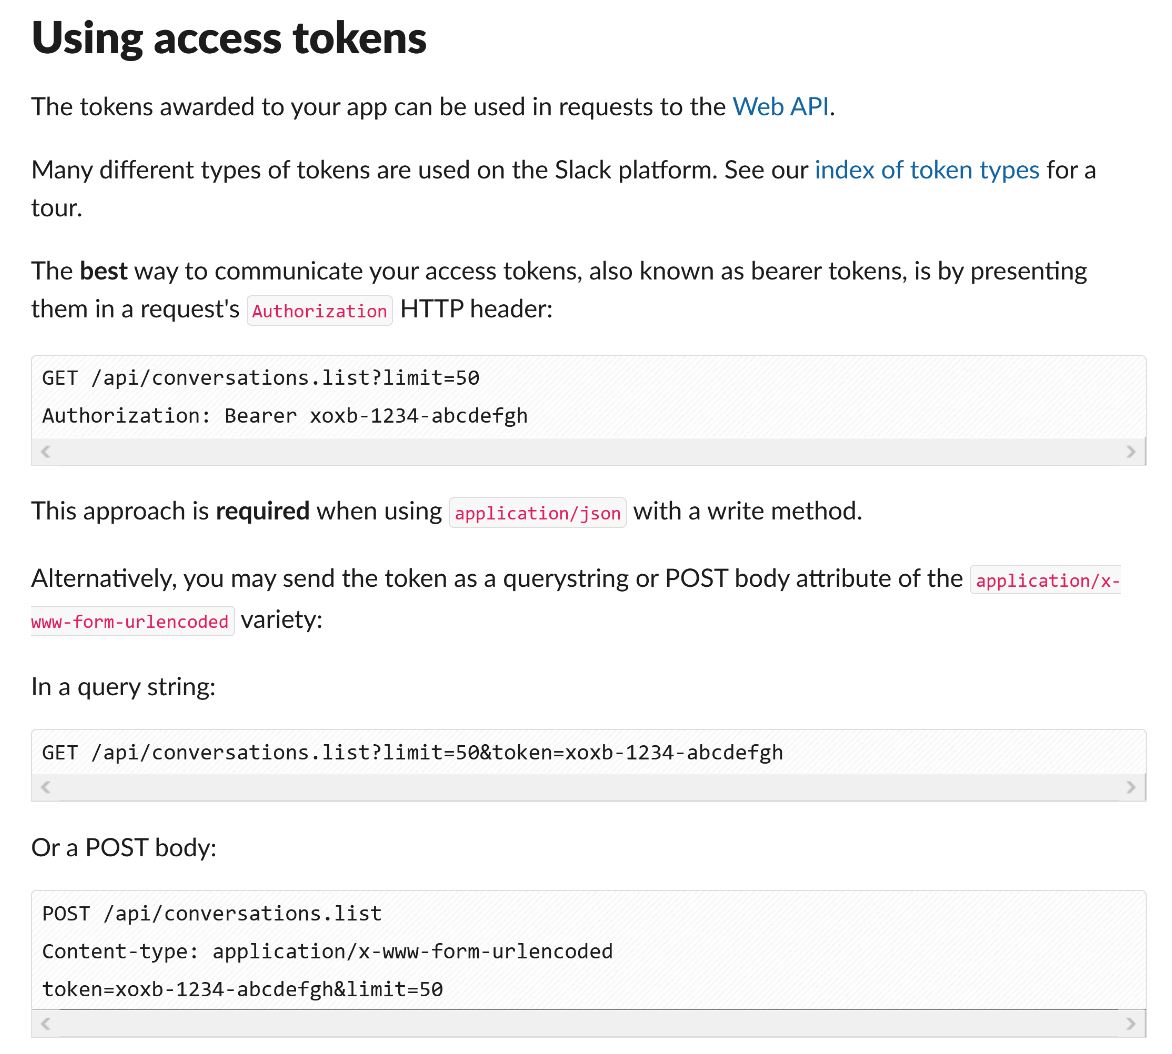 Using access tokens
The tokens awarded to your app can be used in requests to the Web API.
Many different types of tokens are used on the Slack platform. See our index of token types for a
tour.
The best way to communicate your access tokens, also known as bearer tokens, is by presenting
them in a request's Authorization HTTP header:
GET /api/conversations.list?limit=50
Authorization: Bearer xoxb-1234-abcdefgh
This approach is required when using application/json with a write method.
Alternatively, you may send the token as a querystring or POST body attribute of the application/x-
www-form-urlencoded variety:
In a query string:
GET /api/conversations.list?limit=50&token=xoxb-1234-abcdefgh
Or a POST body:
POST /api/conversations.list
Content-type: application/x-www-form-urlencoded
token=xoxb-1234-abcdefgh&limit=50